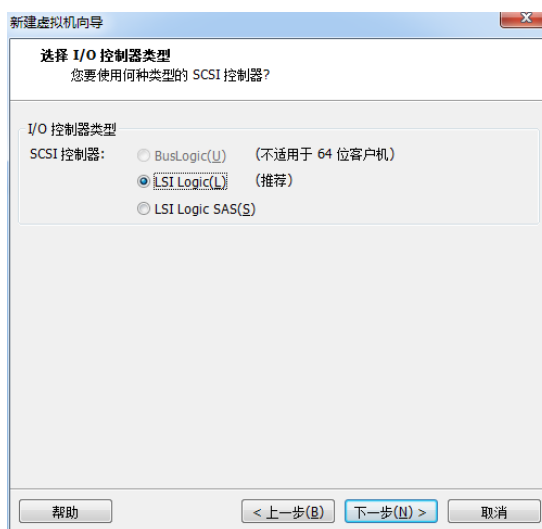 新建虚拟机向导
选择 I/O 控制器类型
您要使用何种类型的 SCSI 控制器?
I/O 控制器类型
SCSI 控制器: BusLogic(U) (不适用于 64 位客户机)
LSI Logic(L) (推荐)
LSI Logic SAS(S)
帮助 < 上一步(B) 下一步(N) > 取消